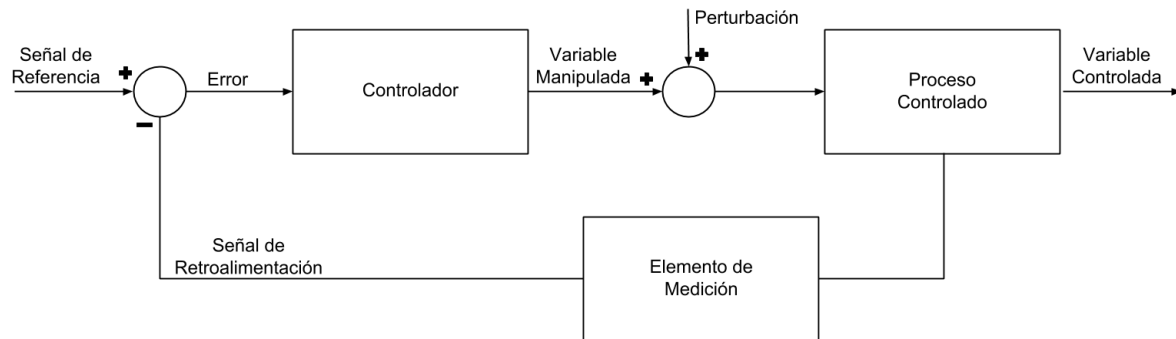 Perturbación
Señal de
Referencia
+
−
Error
Controlador
Variable
Manipulada
+
+
Proceso
Controlado
Variable
Controlada
Señal de
Retroalimentación
Elemento de
Medición